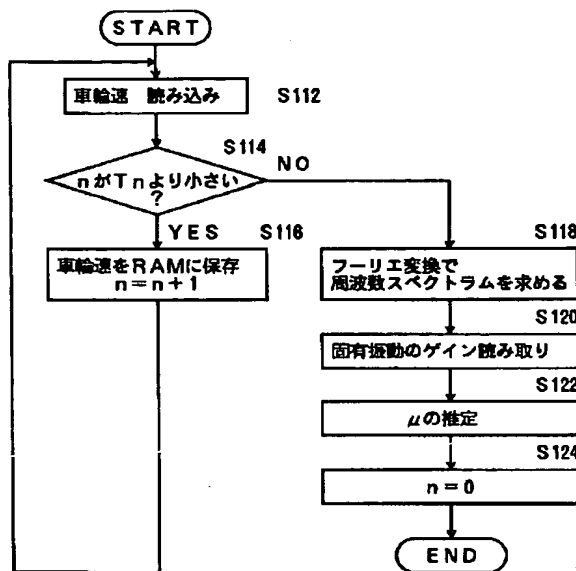 START
車輪速 読み込み
S112
S114
nがTnより小さい
?
NO
YES
S116
車輪速をRAMに保存
n=n+1
S118
フーリエ変換で
周波数スペクトラムを求める
S120
固有振動のゲイン読み取り
S122
μの推定
S124
n=0
END